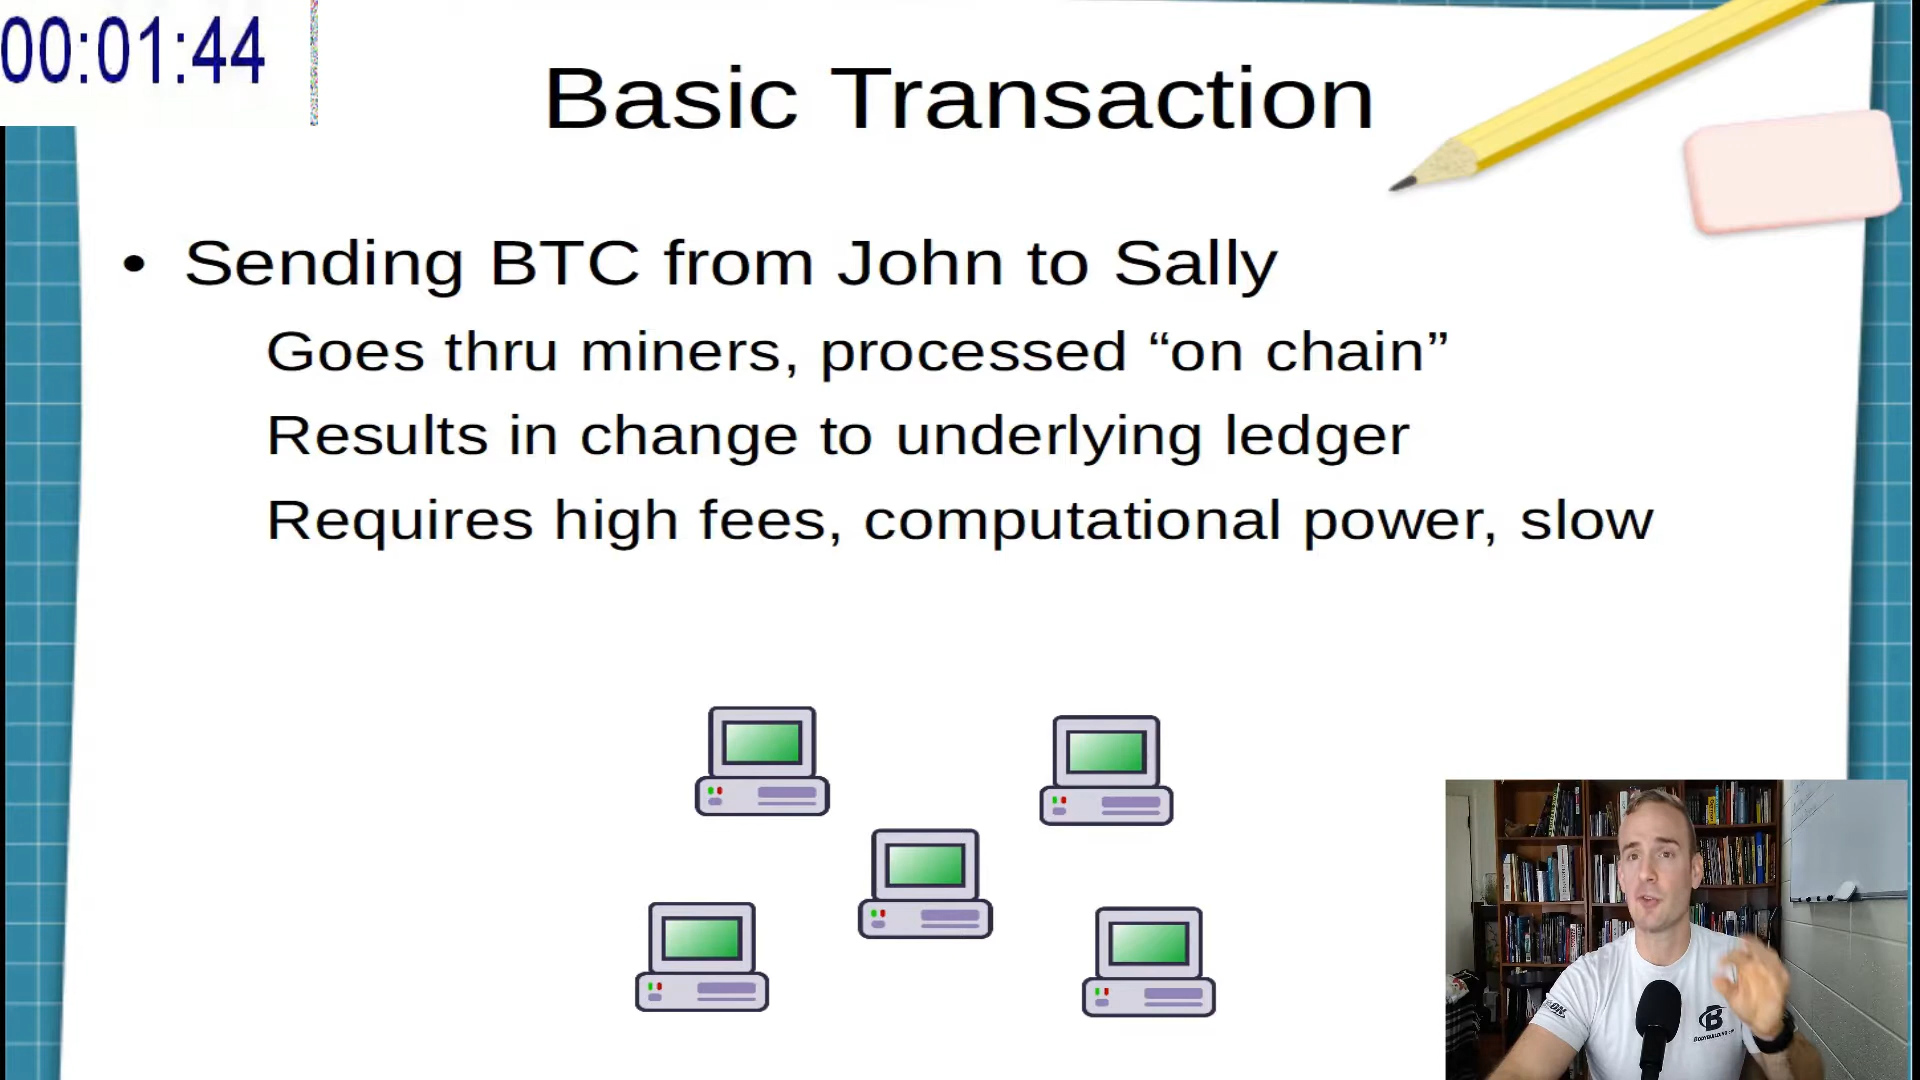 00:01:44
Basic Transaction
• Sending BTC from John to Sally
Goes thru miners, processed “on chain”
Results in change to underlying ledger
Requires high fees, computational power, slow
B